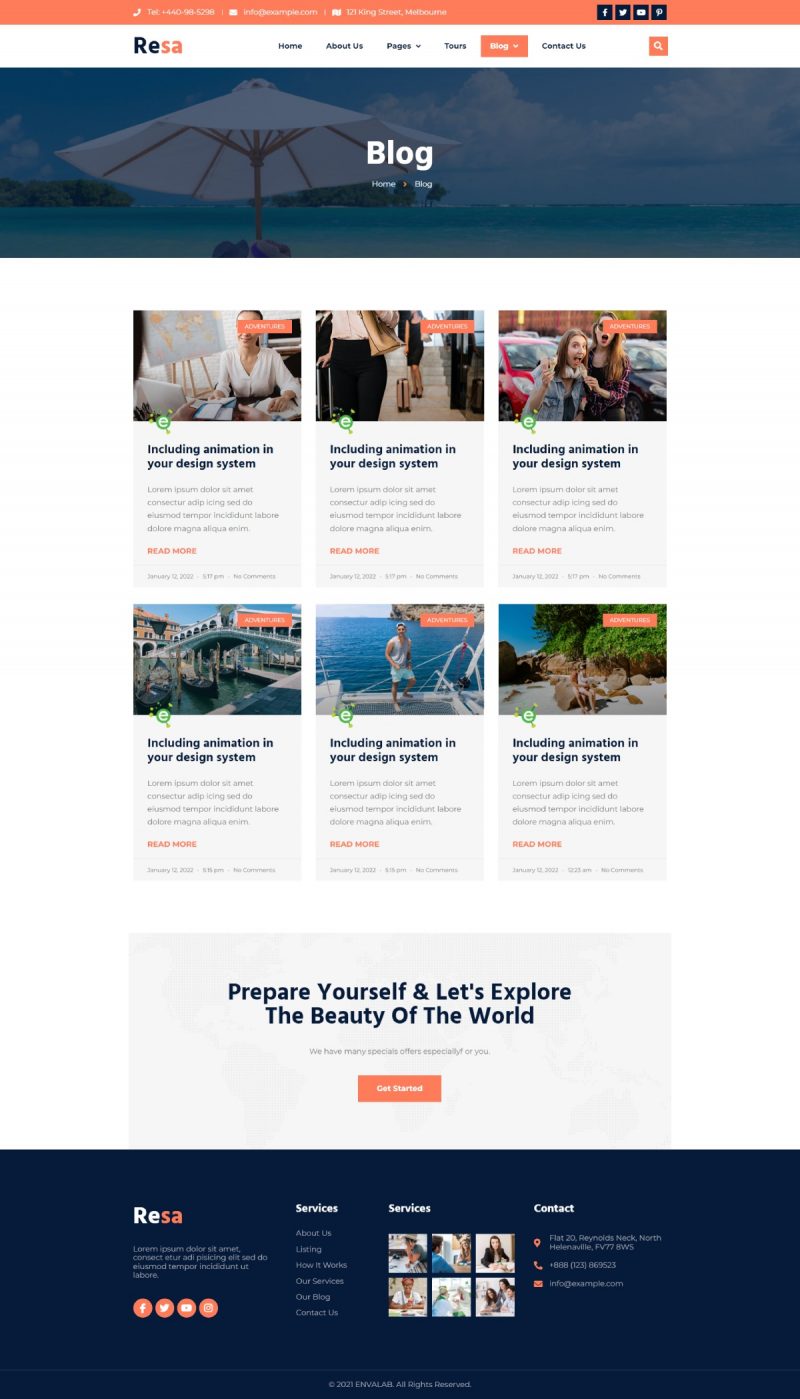 Tel: +440-98-5298 | info@example.com | 121 King Street, Melbourne
Resa
Home About Us Pages Tours Blog Contact Us
Blog
Home > Blog
ADVENTURES
Including animation in
your design system
Lorem ipsum dolor sit amet
consectur adip icing sed do
eiusmod tempor incididunt labore
dolore magna aliqua enim.
READ MORE
January 12, 2022 • 5:17 pm • No Comments
ADVENTURES
Including animation in
your design system
Lorem ipsum dolor sit amet
consectur adip icing sed do
eiusmod tempor incididunt labore
dolore magna aliqua enim.
READ MORE
January 12, 2022 • 5:17 pm • No Comments
ADVENTURES
Including animation in
your design system
Lorem ipsum dolor sit amet
consectur adip icing sed do
eiusmod tempor incididunt labore
dolore magna aliqua enim.
READ MORE
January 12, 2022 • 5:17 pm • No Comments
ADVENTURES
Including animation in
your design system
Lorem ipsum dolor sit amet
consectur adip icing sed do
eiusmod tempor incididunt labore
dolore magna aliqua enim.
READ MORE
January 12, 2022 • 5:15 pm • No Comments
ADVENTURES
Including animation in
your design system
Lorem ipsum dolor sit amet
consectur adip icing sed do
eiusmod tempor incididunt labore
dolore magna aliqua enim.
READ MORE
January 12, 2022 • 5:15 pm • No Comments
ADVENTURES
Including animation in
your design system
Lorem ipsum dolor sit amet
consectur adip icing sed do
eiusmod tempor incididunt labore
dolore magna aliqua enim.
READ MORE
January 12, 2022 • 12:23 am • No Comments
Prepare Yourself & Let's Explore
The Beauty Of The World
We have many specials offers especiallyf or you.
Get Started
Resa
Lorem ipsum dolor sit amet,
consect etur adi pisicing elit sed do
eiusmod tempor incididunt ut
labore.
Services
About Us
Listing
How It Works
Our Services
Our Blog
Contact Us
Services
Contact
Flat 20, Reynolds Neck, North
Helenaville, FV77 8WS
+888 (123) 869523
info@example.com
© 2021 ENVALAB. All Rights Reserved.